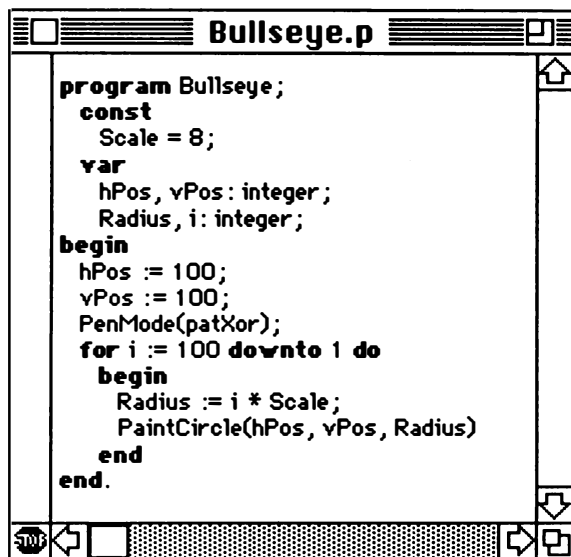 Bullseye.p
program Bullseye;
const
Scale = 8;
var
hPos, vPos: integer;
Radius, i: integer;
begin
hPos := 100;
vPos := 100;
PenMode(patXor);
for i := 100 downto 1 do
begin
Radius := i * Scale;
PaintCircle(hPos, vPos, Radius)
end
end.
STOP